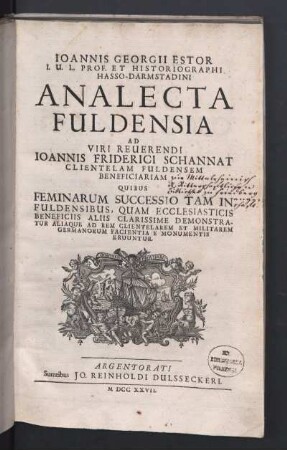 IOANNIS GEORGII ESTOR
I. U. L. PROF. ET HISTORIOGRAPHI
HASSO-DARMSTADINI
ANALECTA
FULDENSIA
AD
VIRI REUERENDI
IOANNIS FRIDERICI SCHANNAT
CLIENTELAM FULDENSEM
BENEFICIARIAM
QUIBUS
FEMINARUM SUCCESSIO TAM IN
FULDENSIBUS, QUAM ECCLESIASTICIS
BENEFICIIS ALIIS CLARISSIME DEMONSTRA-
TUR ALIAQUE AD REM CLIENTELAREM ET MILITAREM
GERMANORUM FACIENTIA E MONUMENTIS
ERUUNTUR.
ARGENTORATI
Sumtibus JO. REINHOLDI DULSSECKERI.
M. DCC XXVII.
EX
BIBLIOTHECA